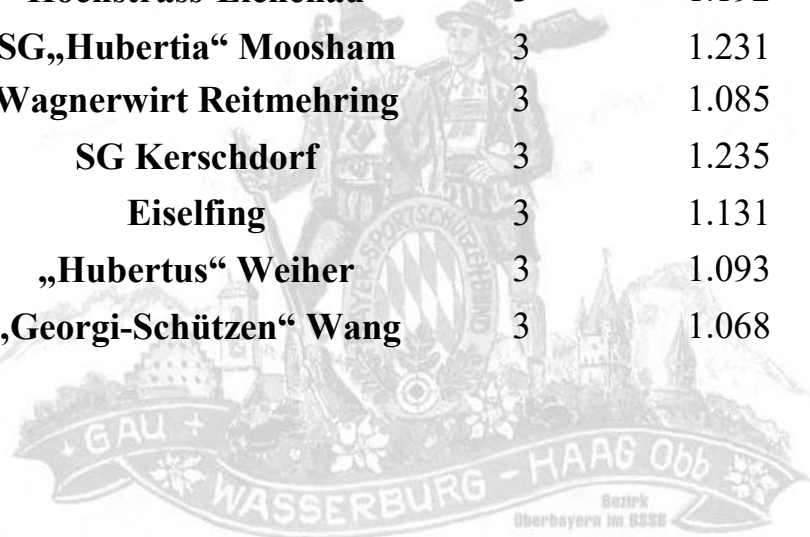 SG„Hubertia“ Moosham 3 1.231
Wagnerwirt Reitmehring 3 1.085
SG Kerschdorf 3 1.235
Eiselfing 3 1.131
„Hubertus“ Weiher 3 1.093
„Georgi-Schützen“ Wang 3 1.068
BAYER-SPORTSCHÜTZENBUND
GAU
WASSERBURG - HAAG Obb
Bezirk
Oberbayern im BSSB